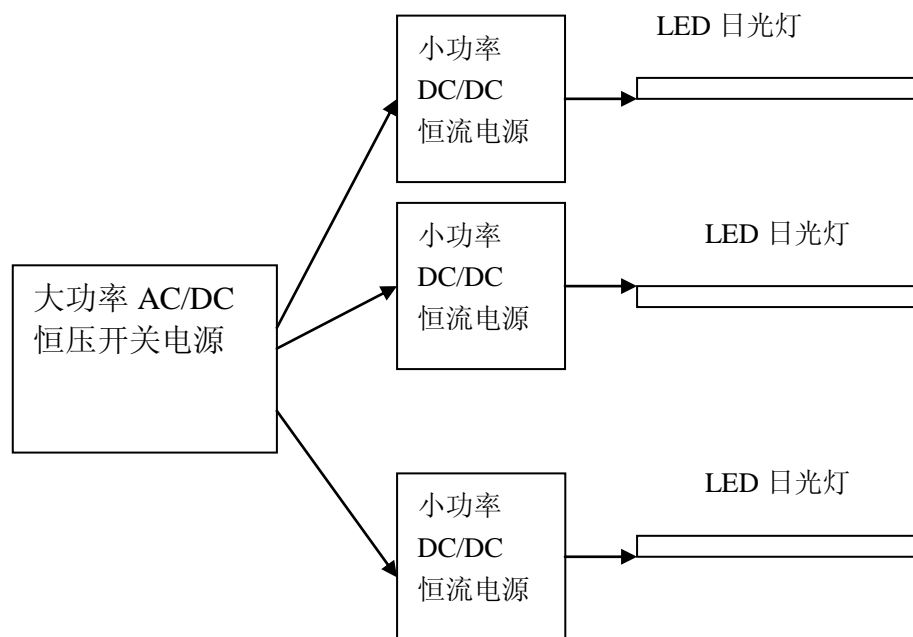 小功率
DC/DC
恒流电源
LED 日光灯
小功率
DC/DC
恒流电源
LED 日光灯
大功率 AC/DC
恒压开关电源
小功率
DC/DC
恒流电源
LED 日光灯